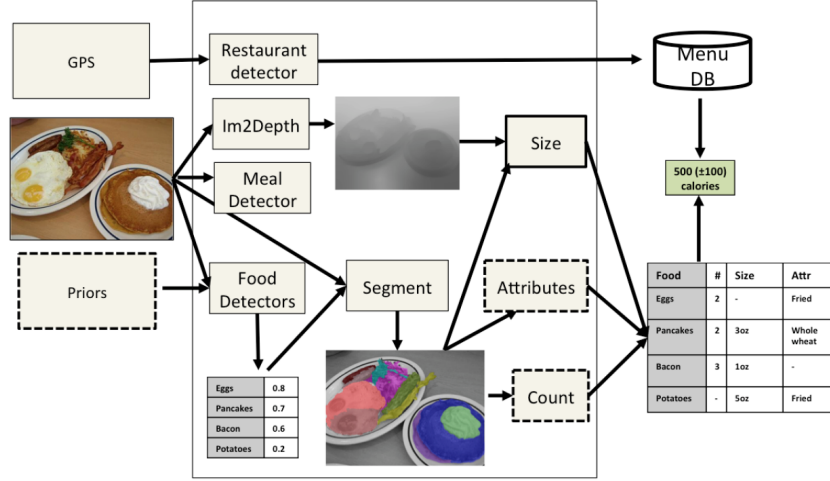 GPS
Restaurant
detector
Menu
DB
Im2Depth
Size
Meal
Detector
500 (±100)
calories
Priors
Food
Detectors
Segment
Attributes
Count
Eggs 0.8
Pancakes 0.7
Bacon 0.6
Potatoes 0.2
Food # Size Attr
Eggs 2 - Fried
Pancakes 2 3oz Whole
wheat
Bacon 3 1oz -
Potatoes - 5oz Fried